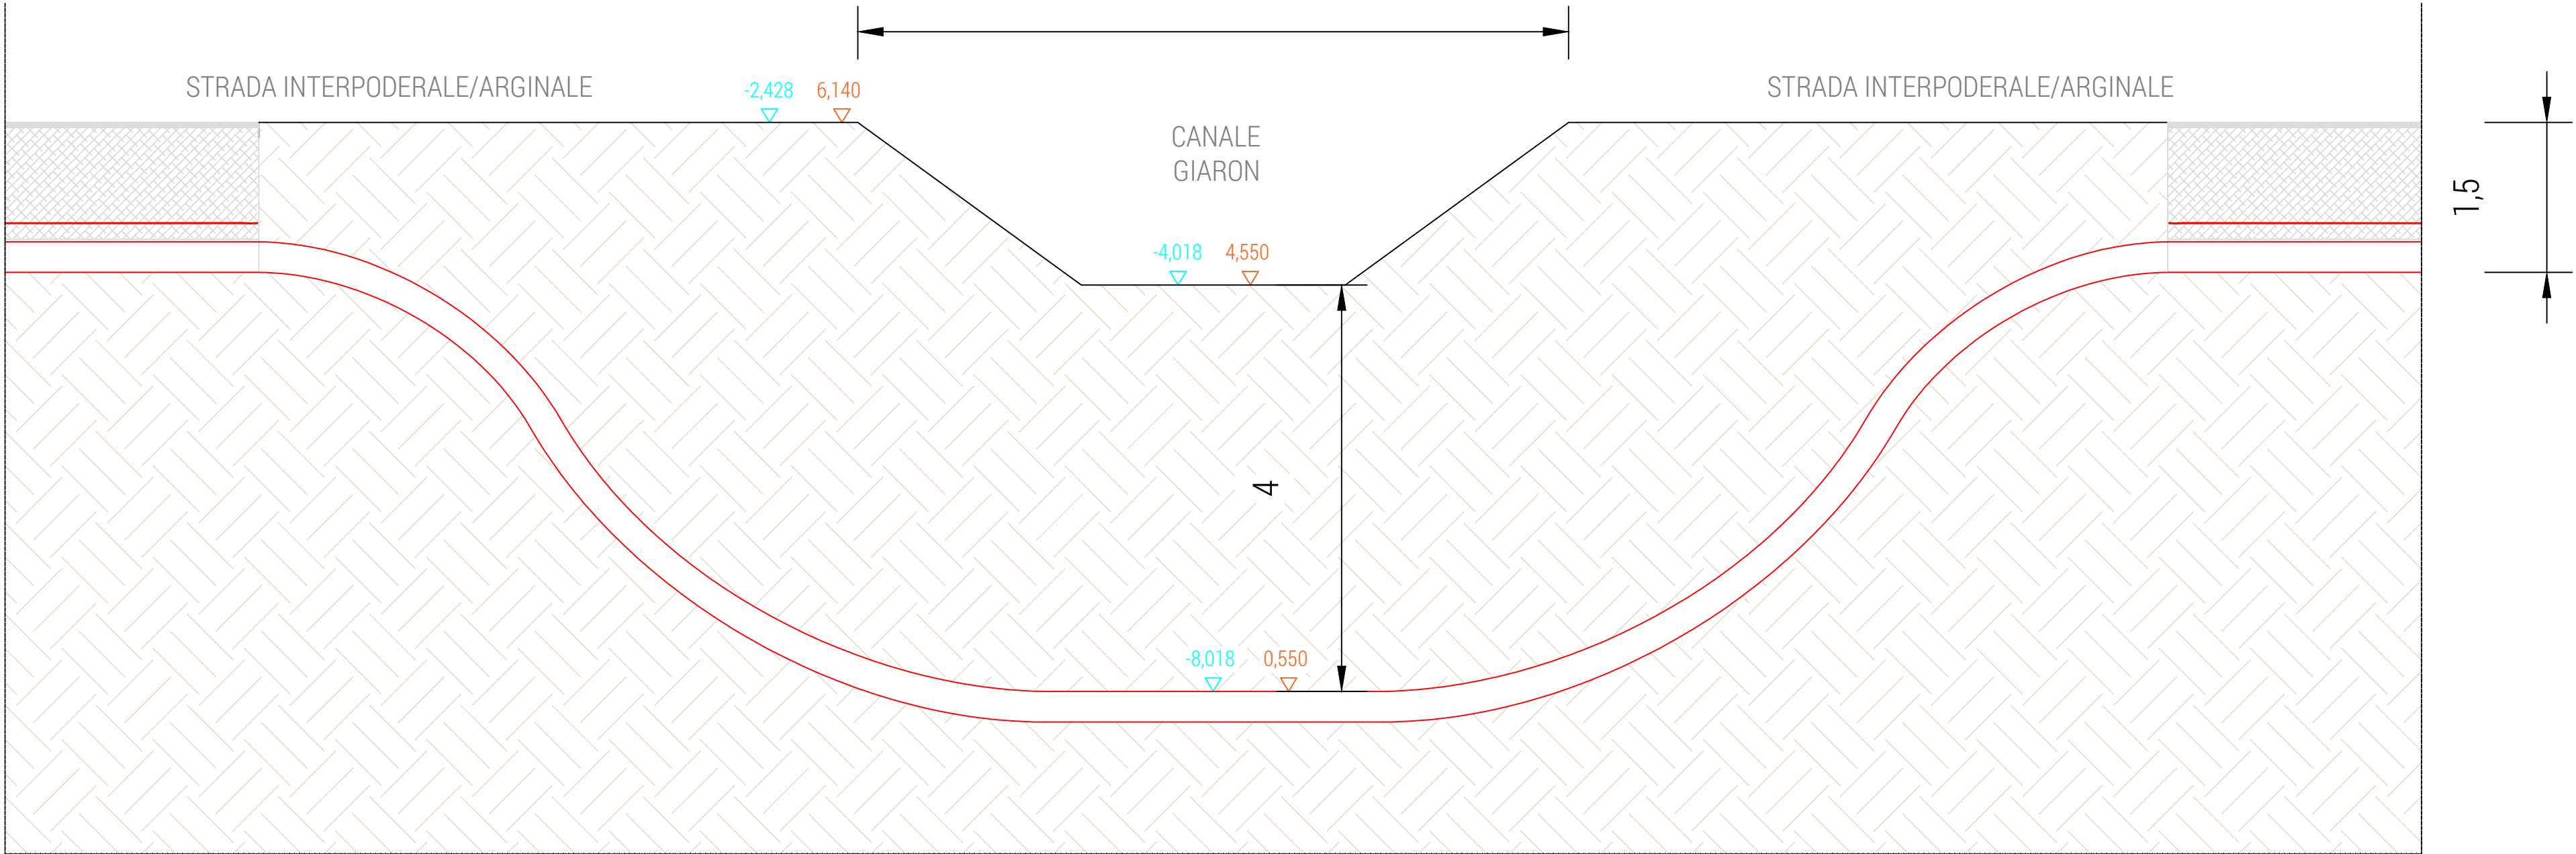 STRADA INTERPODERALE/ARGINALE
-2,428 6,140
STRADA INTERPODERALE/ARGINALE
CANALE
GIARON
1,5
-4,018 4,550
4
-8,018 0,550